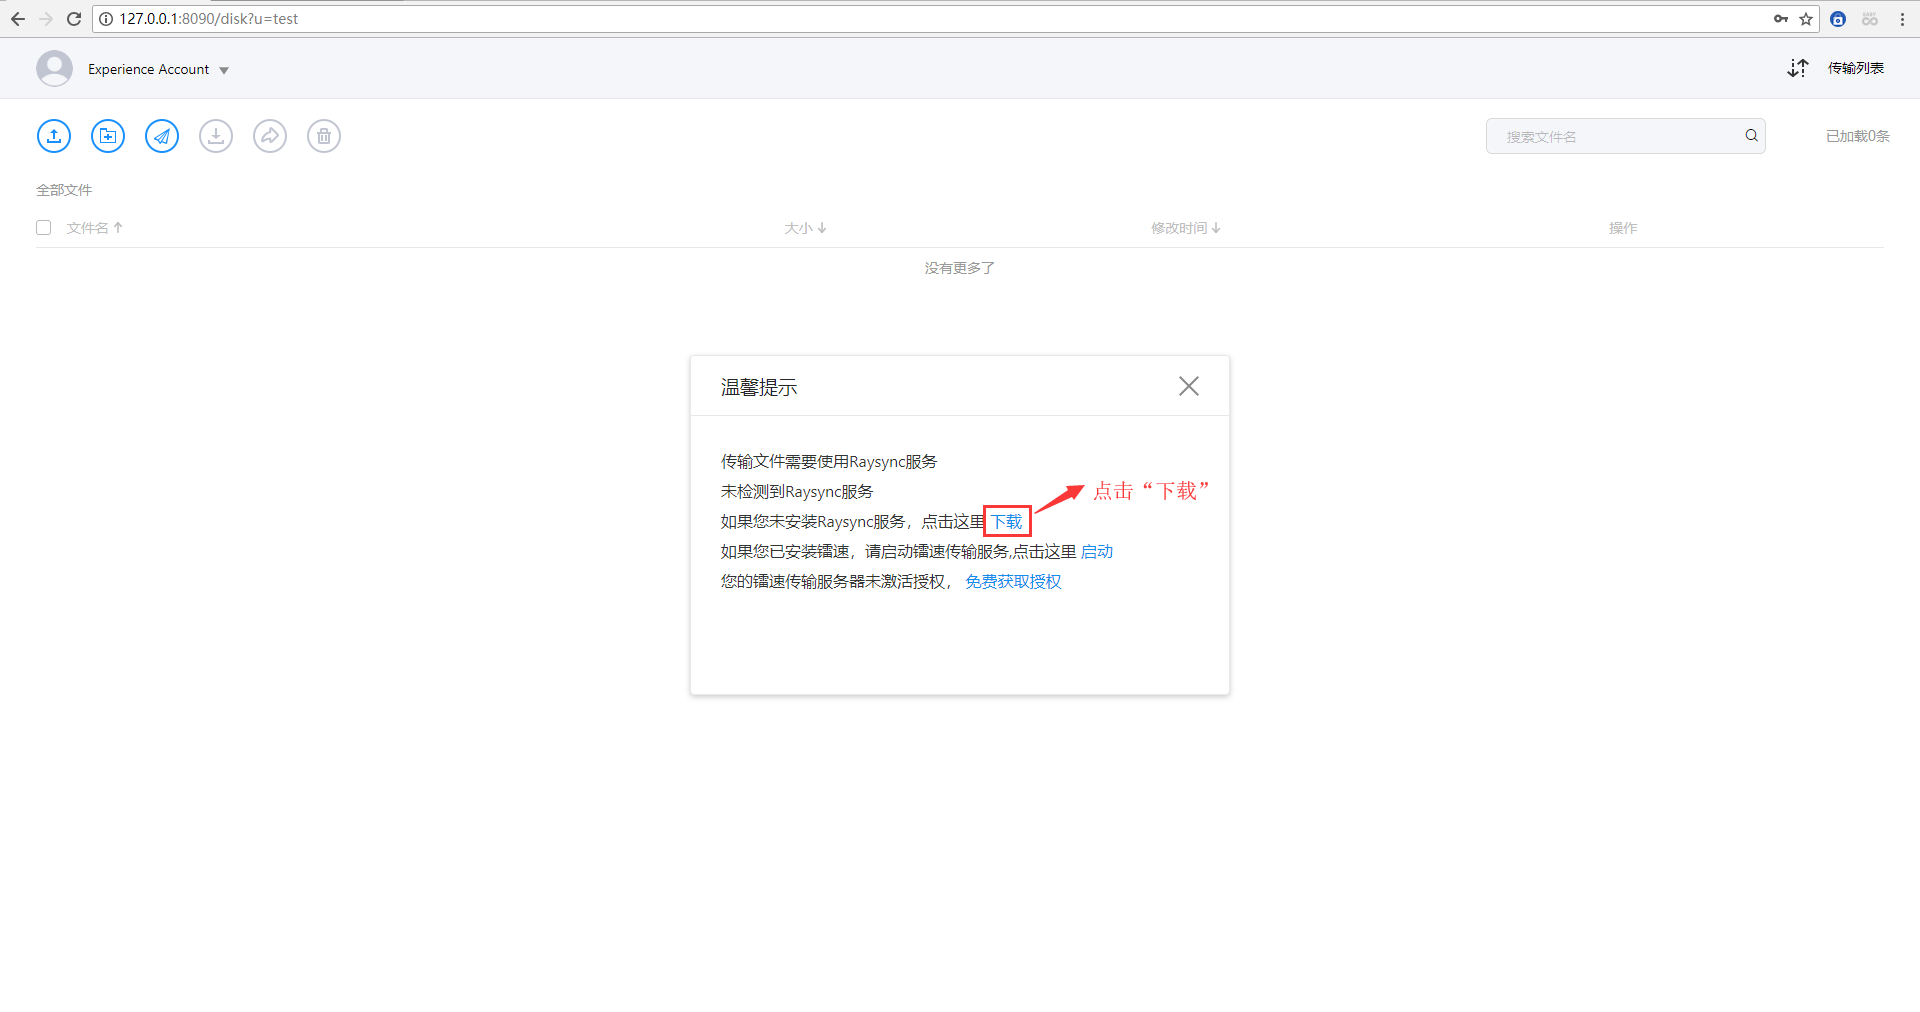 127.0.0.1:8090/disk?u=test
Experience Account
传输列表
搜索文件名
已加载0条
全部文件
文件名 大小 修改时间 操作
没有更多了
温馨提示
传输文件需要使用Raysync服务
未检测到Raysync服务
点击“下载”
如果您未安装Raysync服务，点击这里 下载
如果您已安装镭速，请启动镭速传输服务,点击这里 启动
您的镭速传输服务器未激活授权， 免费获取授权